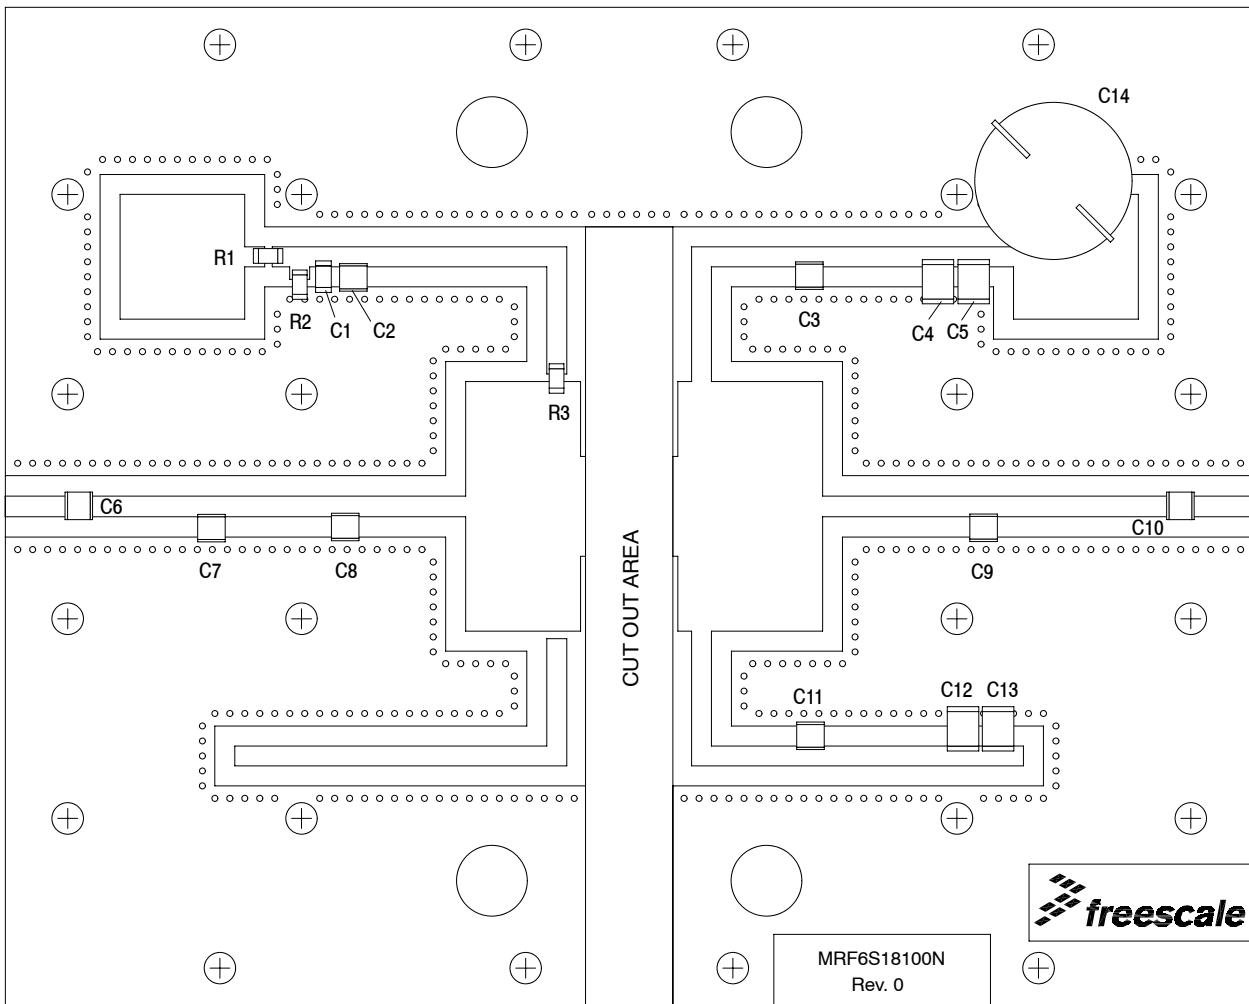 C14
R1
R2
C1
C2
C3
C4
C5
R3
C6
C7
C8
C10
C9
CUT OUT AREA
C11
C12
C13
freescale
MRF6S18100N
Rev. 0